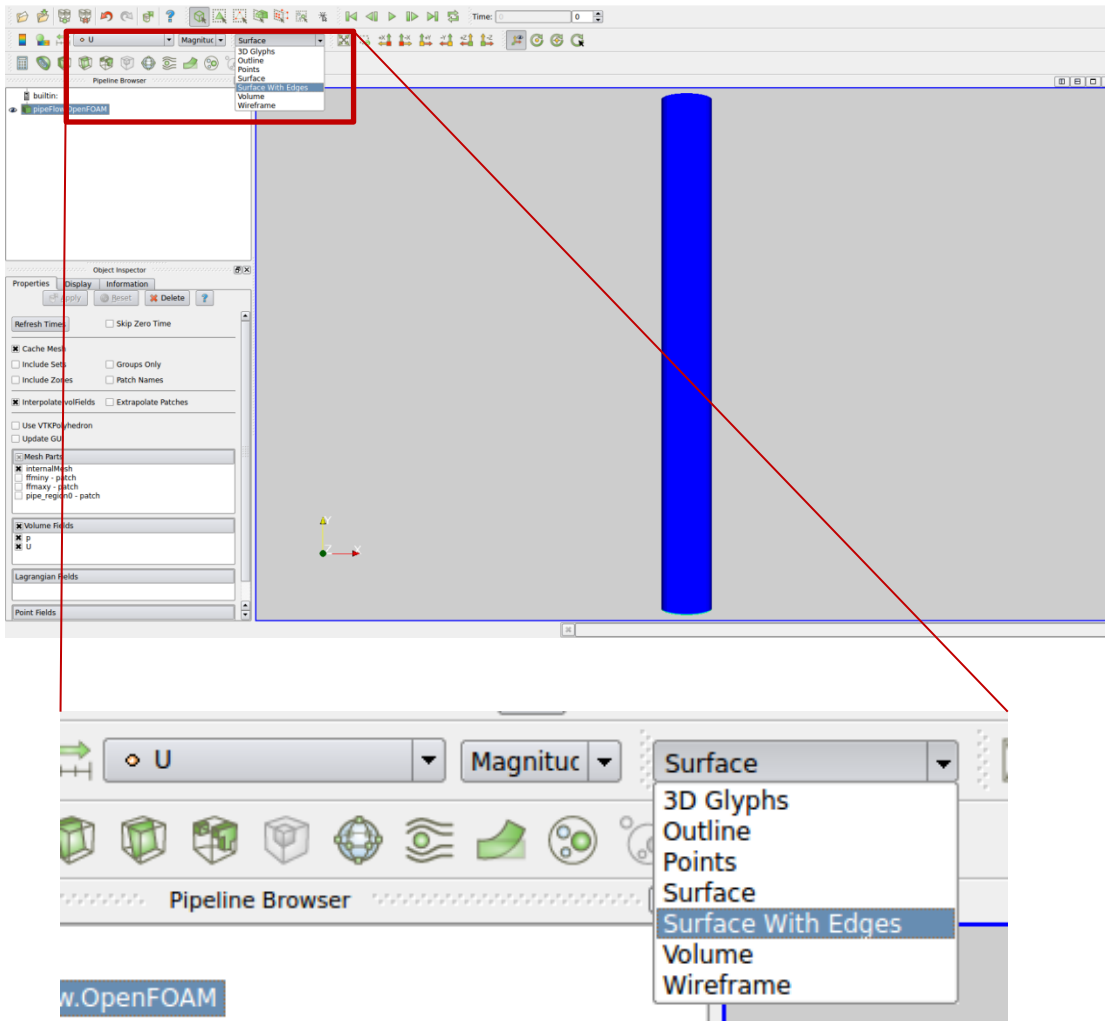 Time: 0 0
U Magnituc Surface
3D Glyphs
Outline
Points
Surface
Surface With Edges
Volume
Wireframe
Pipeline Browser
builtin:
pipeFlow.OpenFOAM
Object Inspector
Properties Display Information
Apply Reset Delete ?
Refresh Times Skip Zero Time
Cache Mesh
Include Sets Groups Only
Include Zones Patch Names
Interpolate volFields Extrapolate Patches
Use VTKPolyhedron
Update GUI
Mesh Parts
internalMesh
ffminy - patch
ffmaxy - patch
pipe_region0 - patch
Volume Fields
p
U
Lagrangian Fields
Point Fields
Y
Z X
U Magnituc Surface
3D Glyphs
Outline
Points
Surface
Surface With Edges
Volume
Wireframe
Pipeline Browser
w.OpenFOAM